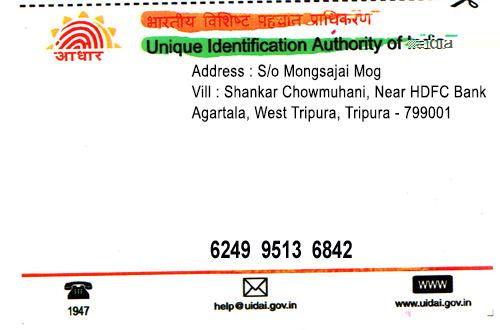 भारतीय विशिष्ट पहचान प्राधिकरण
Unique Identification Authority of India
आधार
Address : S/o Mongsajai Mog
Vill : Shankar Chowmuhani, Near HDFC Bank
Agartala, West Tripura, Tripura - 799001
6249 9513 6842
1947
help@uidai.gov.in
WWW
www.uidai.gov.in